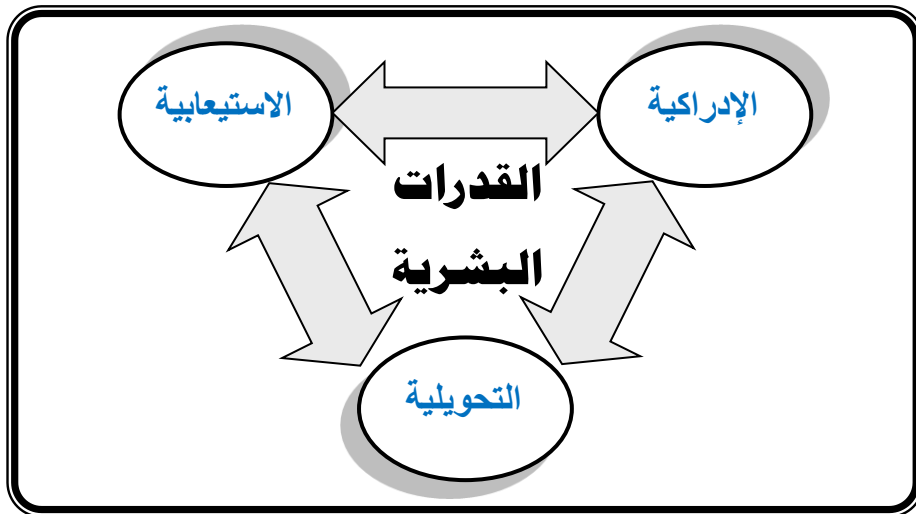 الإدراكية
الاستيعابية
القدرات
البشرية
التحويلية